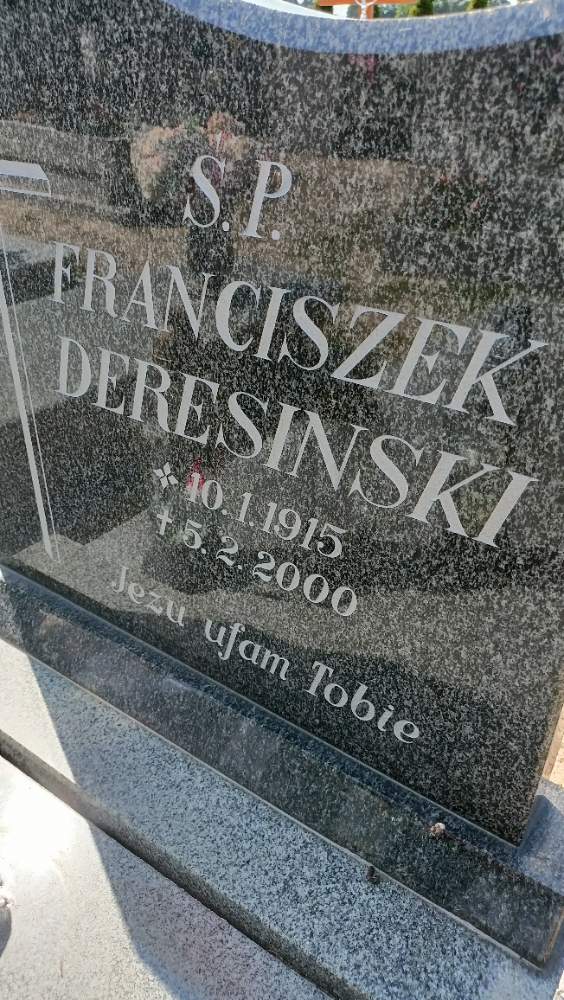 Ś.P.
FRANCISZEK
DERESINSKI
10.1.1915
✝ 5.2.2000
Jezu ufam Tobie